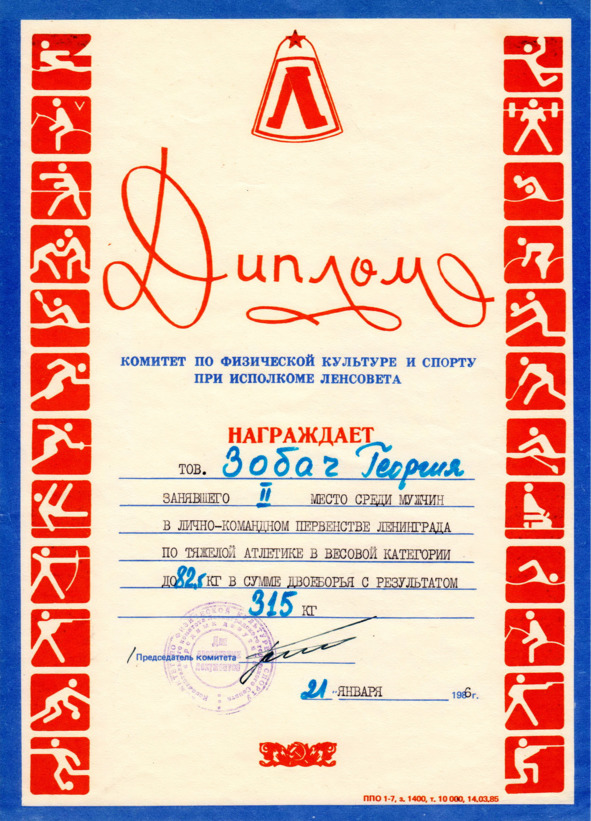 Л
Диплом
КОМИТЕТ ПО ФИЗИЧЕСКОЙ КУЛЬТУРЕ И СПОРТУ
ПРИ ИСПОЛКОМЕ ЛЕНСОВЕТА
НАГРАЖДАЕТ
ТОВ. Зобач Георгия
ЗАНЯВШЕГО II МЕСТО СРЕДИ МУЖЧИН
В ЛИЧНО-КОМАНДНОМ ПЕРВЕНСТВЕ ЛЕНИНГРАДА
ПО ТЯЖЕЛОЙ АТЛЕТИКЕ В ВЕСОВОЙ КАТЕГОРИИ
ДО 82,5 КГ В СУММЕ ДВОЕБОРЬЯ С РЕЗУЛЬТАТОМ
315 КГ
Для
Председатель комитета
21 -ЯНВАРЯ 1986г.
ППО 1-7, з. 1400, т. 10 000, 14.03.85